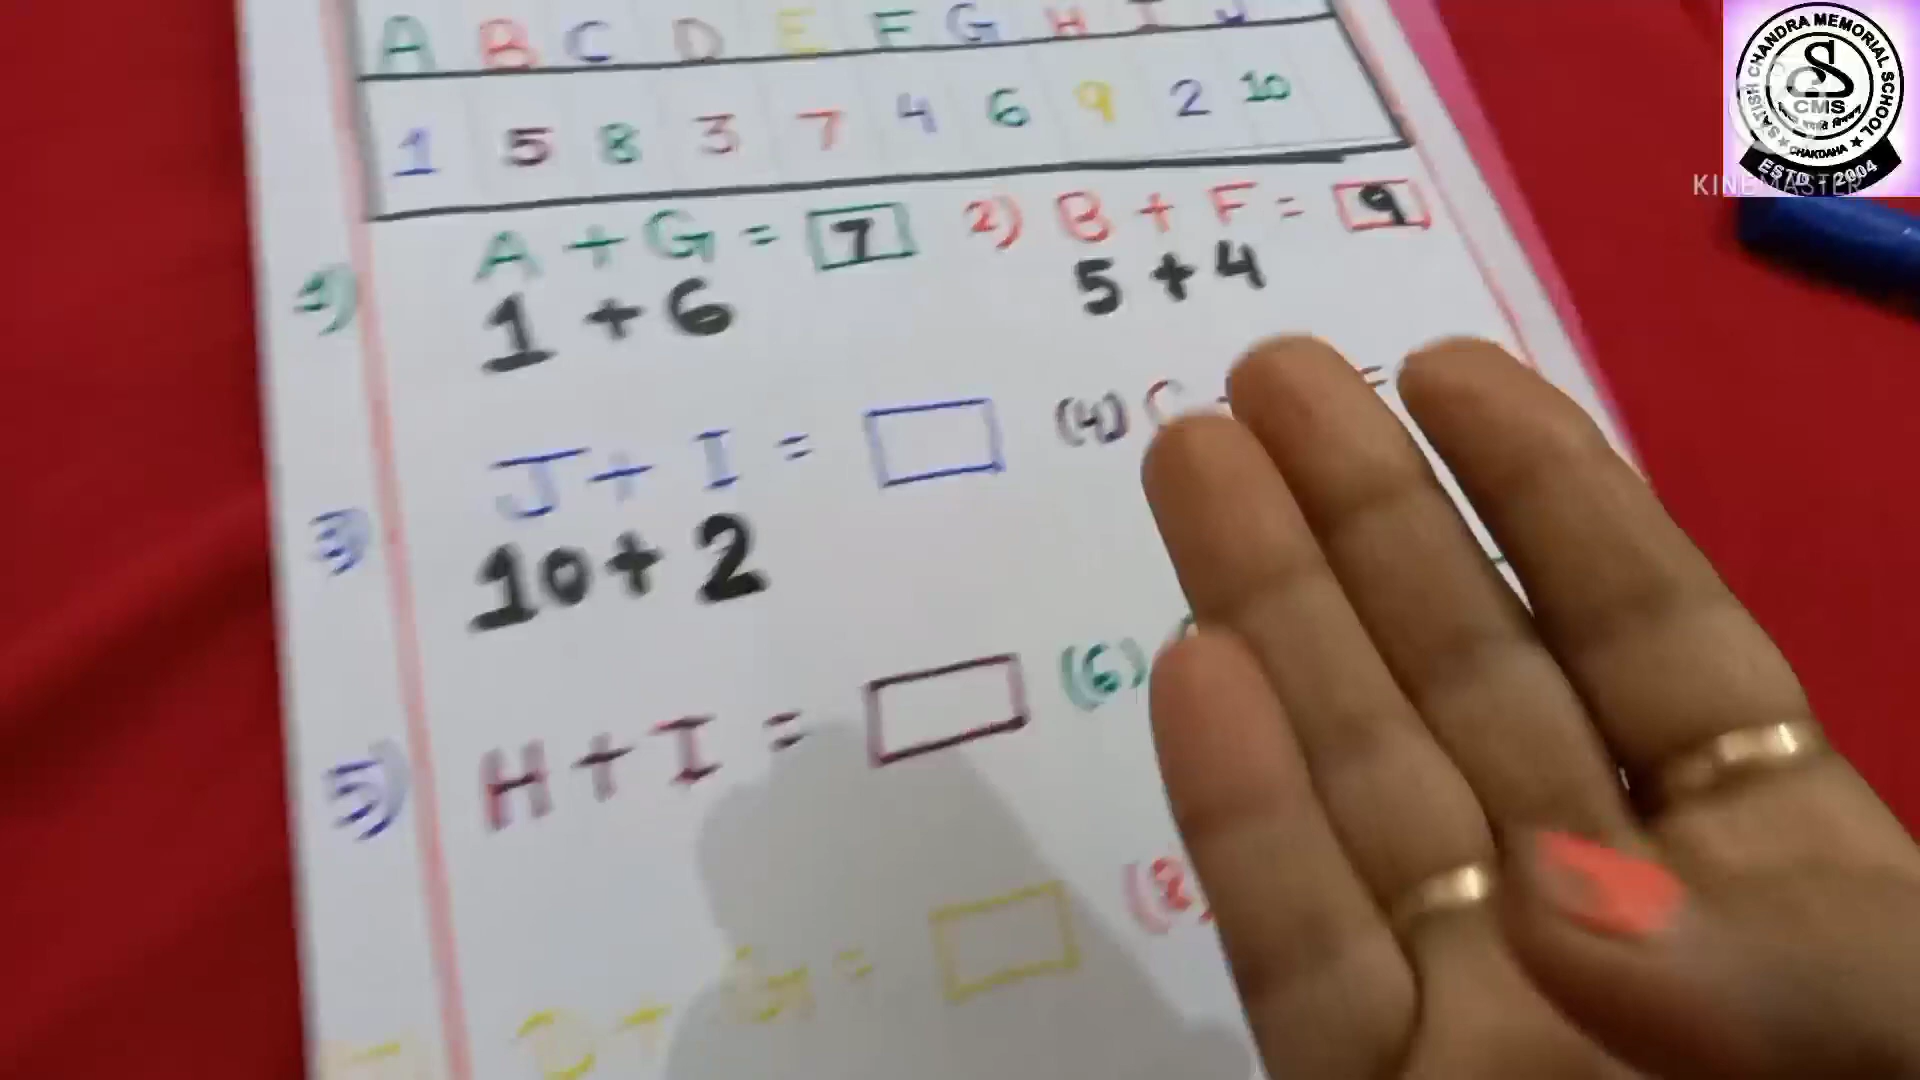 A B C D E F G H I J
1 5 8 3 7 4 6 9 2 10
1) A + G = 7
1 + 6
2) B + F = 9
5 + 4
3) J + I =
10 + 2
(4) C
=
5) H + I =
(6)
D + G =
(8)
SATISH CHANDRA MEMORIAL SCHOOL
S
CMS
CHAKDAHA
ESTD - 2004
KINEMASTER